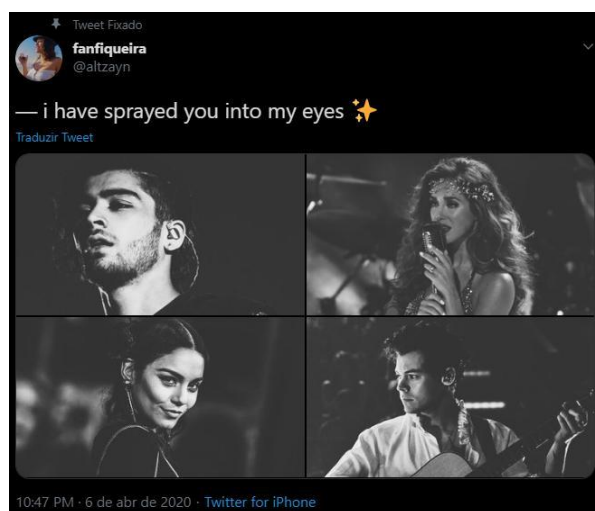 Tweet Fixado
fanfiqueira
@altzayn
— i have sprayed you into my eyes ✨
Traduzir Tweet
10:47 PM · 6 de abr de 2020 · Twitter for iPhone